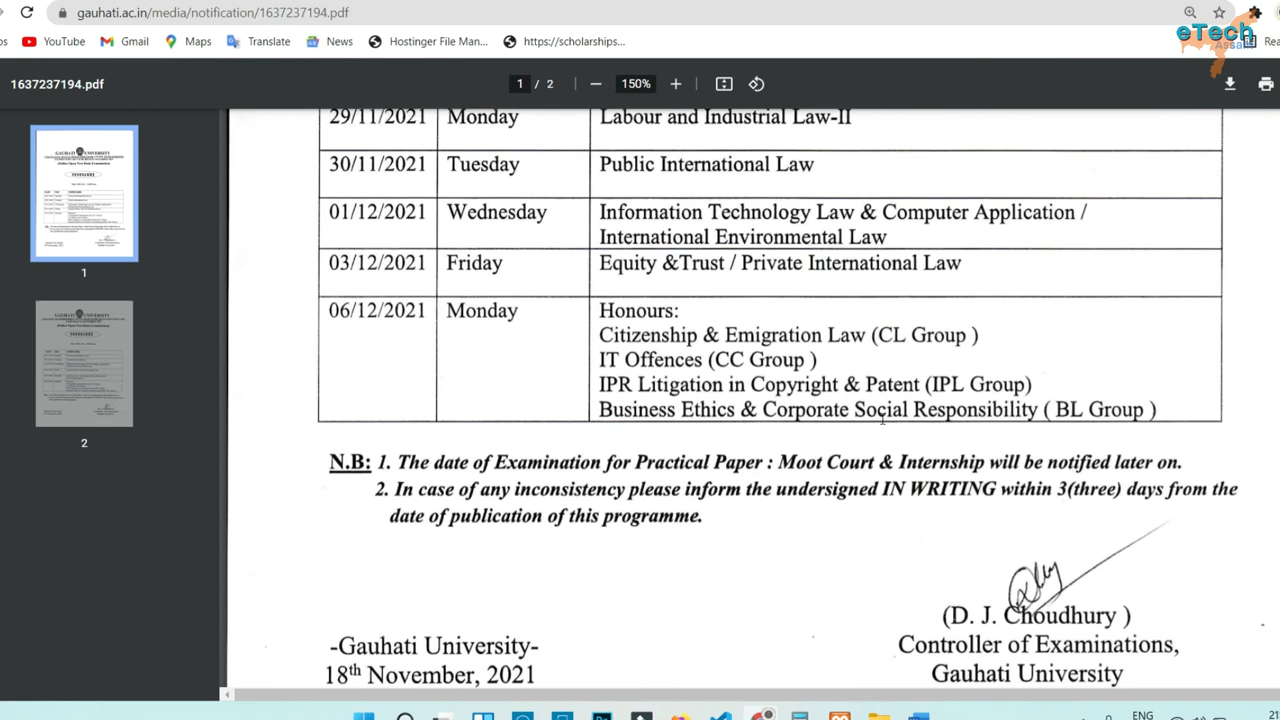 gauhati.ac.in/media/notification/1637237194.pdf
YouTube Gmail Maps Translate News Hostinger File Man... https://scholarships...
eTech
Assam
1637237194.pdf 1 / 2 150%
29/11/2021 Monday Labour and Industrial Law-II
30/11/2021 Tuesday Public International Law
01/12/2021 Wednesday Information Technology Law & Computer Application /
International Environmental Law
03/12/2021 Friday Equity &Trust / Private International Law
06/12/2021 Monday Honours:
Citizenship & Emigration Law (CL Group )
IT Offences (CC Group )
IPR Litigation in Copyright & Patent (IPL Group)
Business Ethics & Corporate Social Responsibility ( BL Group )
1
2
N.B: 1. The date of Examination for Practical Paper : Moot Court & Internship will be notified later on.
2. In case of any inconsistency please inform the undersigned IN WRITING within 3(three) days from the
date of publication of this programme.
(D. J. Choudhury )
-Gauhati University- Controller of Examinations,
18th November, 2021 Gauhati University
ENG